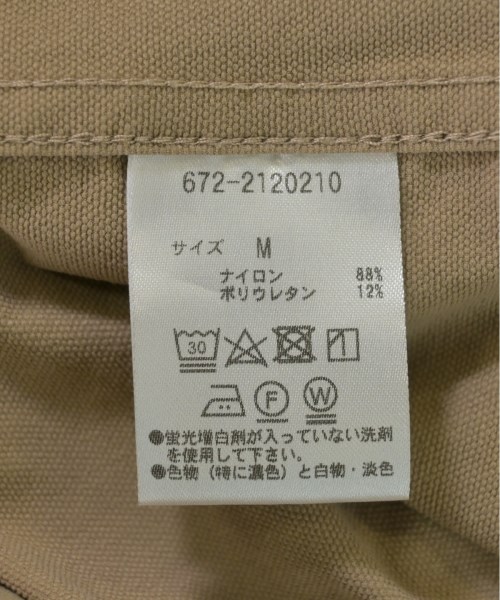 672-2120210
サイズ M
ナイロン 88%
ポリウレタン 12%
30
F W
●蛍光増白剤が入っていない洗剤
を使用して下さい。
●色物（特に濃色）と白物・淡色